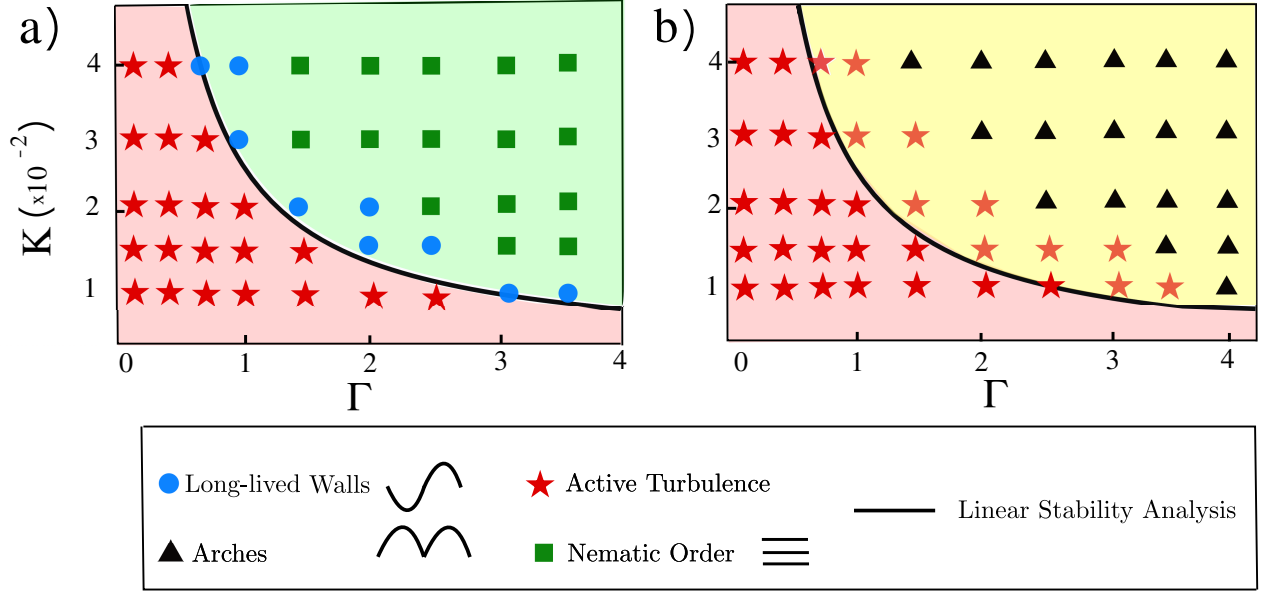 a)
b)
4
3
2
1
K (x10⁻²)
0 1 2 3 4
Γ
4
3
2
1
0 1 2 3 4
Γ
Long-lived Walls
Active Turbulence
Linear Stability Analysis
Arches
Nematic Order